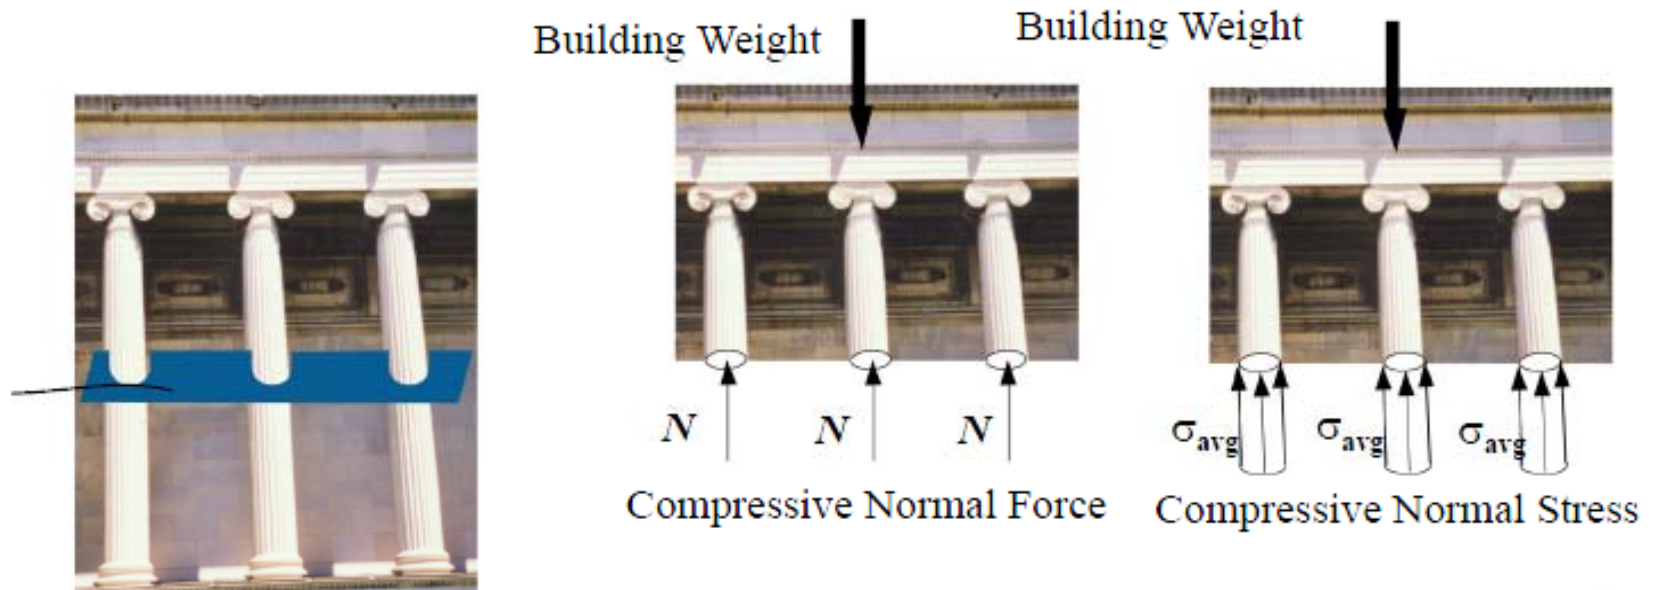 Building Weight
Building Weight
N
N
N
σavg
σavg
σavg
Compressive Normal Force
Compressive Normal Stress